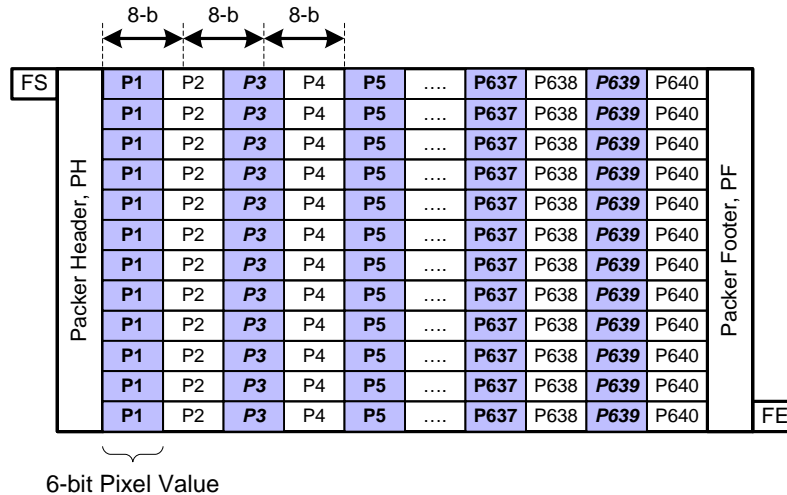 8-b 8-b 8-b
FS P1 P2 P3 P4 P5 .... P637 P638 P639 P640
P1 P2 P3 P4 P5 .... P637 P638 P639 P640
P1 P2 P3 P4 P5 .... P637 P638 P639 P640
P1 P2 P3 P4 P5 .... P637 P638 P639 P640
P1 P2 P3 P4 P5 .... P637 P638 P639 P640
P1 P2 P3 P4 P5 .... P637 P638 P639 P640
P1 P2 P3 P4 P5 .... P637 P638 P639 P640
P1 P2 P3 P4 P5 .... P637 P638 P639 P640
P1 P2 P3 P4 P5 .... P637 P638 P639 P640
P1 P2 P3 P4 P5 .... P637 P638 P639 P640
P1 P2 P3 P4 P5 .... P637 P638 P639 P640
P1 P2 P3 P4 P5 .... P637 P638 P639 P640 FE
Packer Header, PH
Packer Footer, PF
6-bit Pixel Value